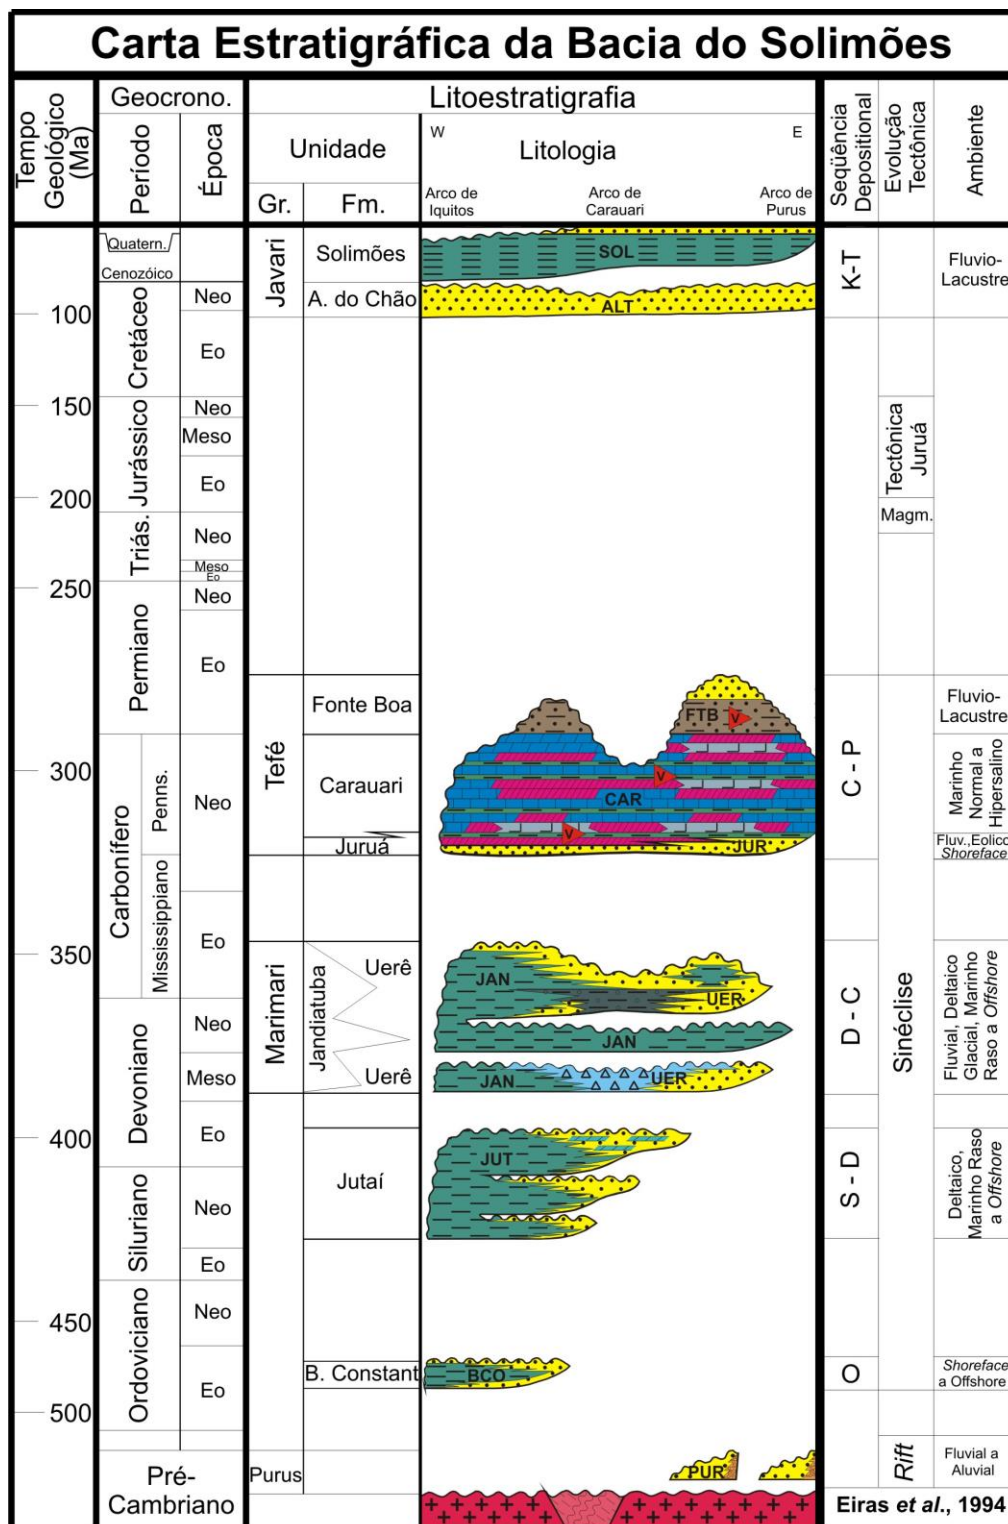 Carta Estratigráfica da Bacia do Solimões
Tempo
Geológico
(Ma)
Geocrono.
Período
Época
Litoestratigrafia
Unidade
Gr.
Fm.
W
E
Litologia
Arco de
Iquitos
Arco de
Carauari
Arco de
Purus
Seqüência
Depositional
Evolução
Tectônica
Ambiente
100
150
200
250
300
350
400
450
500
Quatern.
Cenozóico
Cretáceo
Neo
Eo
Jurássico
Neo
Meso
Eo
Triás.
Neo
Meso
Eo
Permiano
Neo
Eo
Carbonífero
Penns.
Mississippiano
Neo
Eo
Devoniano
Neo
Meso
Eo
Siluriano
Neo
Eo
Ordoviciano
Neo
Eo
Pré-
Cambriano
Javari
Solimões
A. do Chão
Tefé
Fonte Boa
Carauari
Juruá
Marimari
Jandiatuba
Uerê
Uerê
Jutaí
B. Constant
Purus
SOL
ALT
FTB
V
V
CAR
V
JUR
JAN
UER
JAN
JAN
UER
JUT
BCO
PUR
K-T
C - P
D - C
S - D
O
Tectônica
Juruá
Magm.
Sinéclise
Rift
Fluvio-
Lacustre
Fluvio-
Lacustre
Marinho
Normal a
Hipersalino
Fluv.,Eolico
Shoreface
Fluvial, Deltaico
Glacial, Marinho
Raso a Offshore
Deltaico,
Marinho Raso
a Offshore
Shoreface
a Offshore
Fluvial a
Aluvial
Eiras et al., 1994